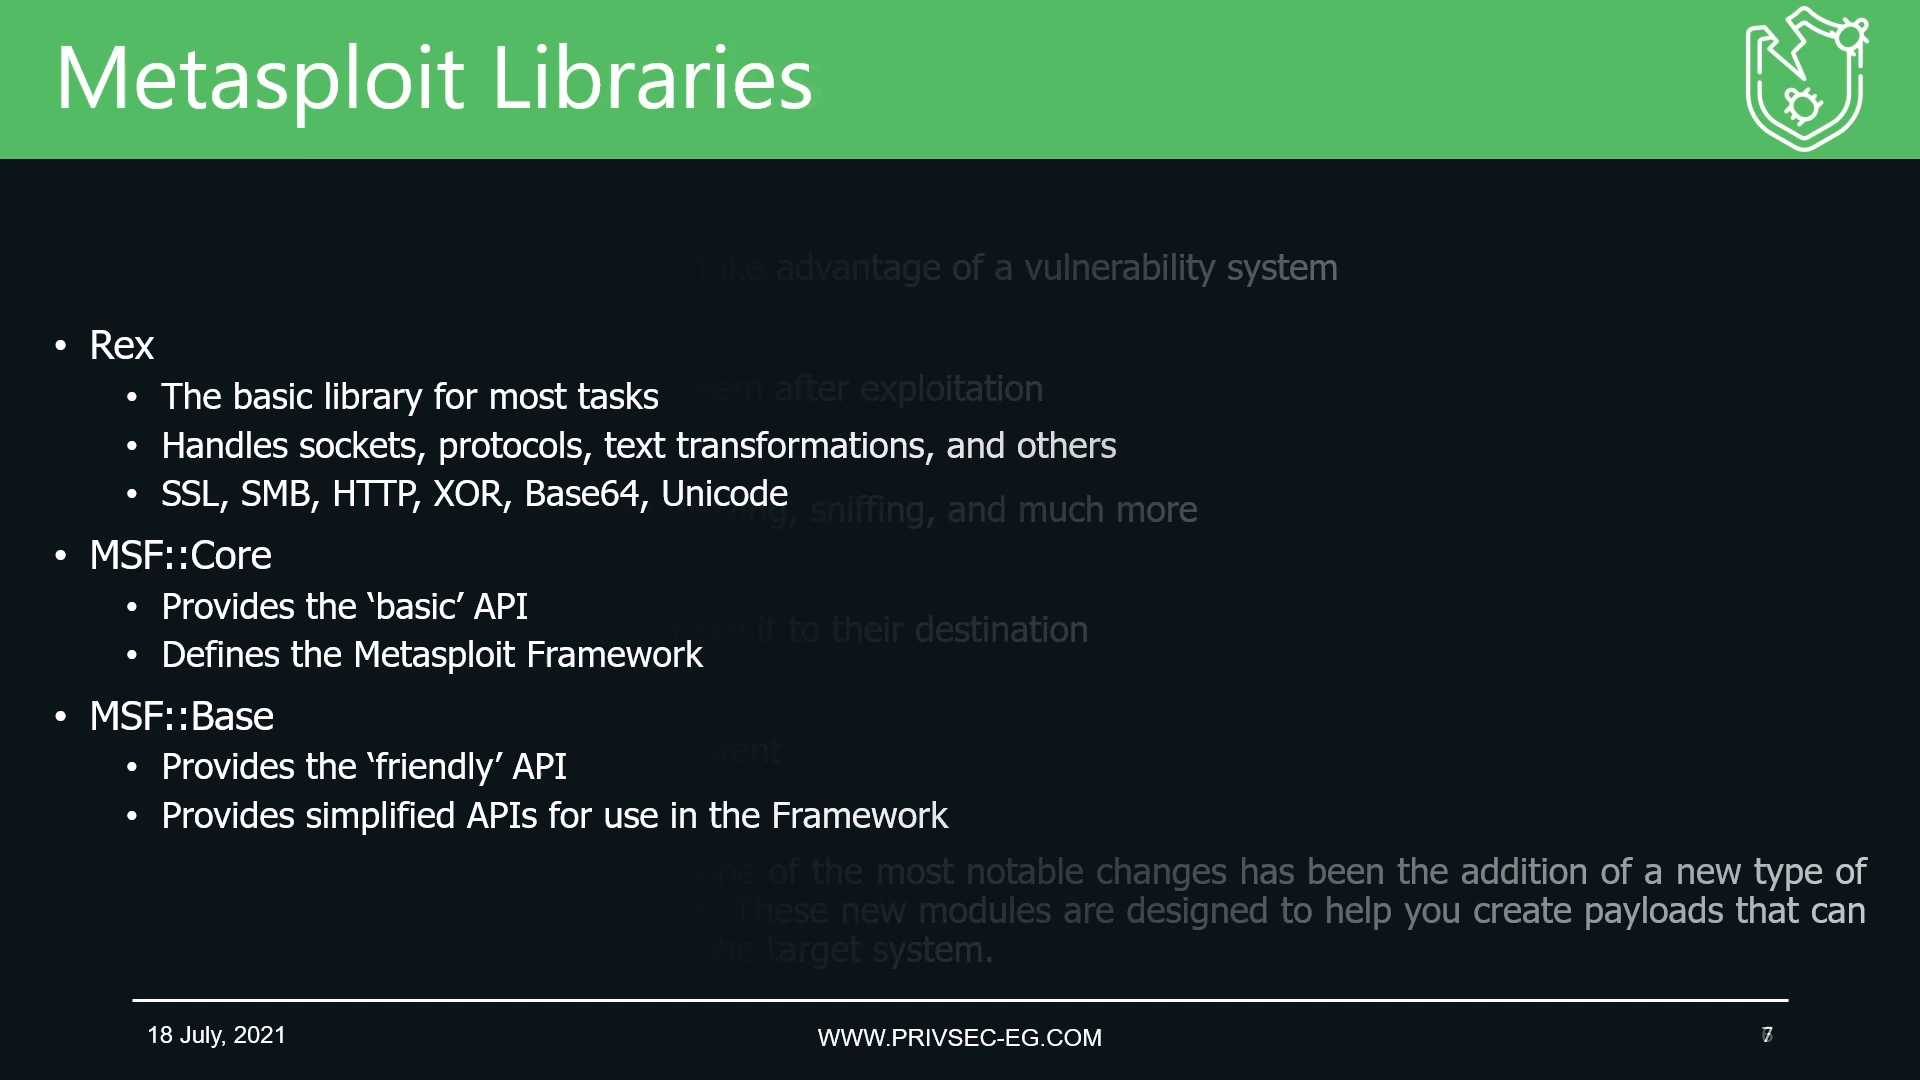 Metasploit Libraries
take advantage of a vulnerability system
• Rex
• The basic library for most tasks
after exploitation
• Handles sockets, protocols, text transformations, and others
• SSL, SMB, HTTP, XOR, Base64, Unicode
sniffing, and much more
• MSF::Core
• Provides the ‘basic’ API
it to their destination
• Defines the Metasploit Framework
• MSF::Base
• Provides the ‘friendly’ API
• Provides simplified APIs for use in the Framework
one of the most notable changes has been the addition of a new type of
These new modules are designed to help you create payloads that can
the target system.
18 July, 2021
WWW.PRIVSEC-EG.COM
7